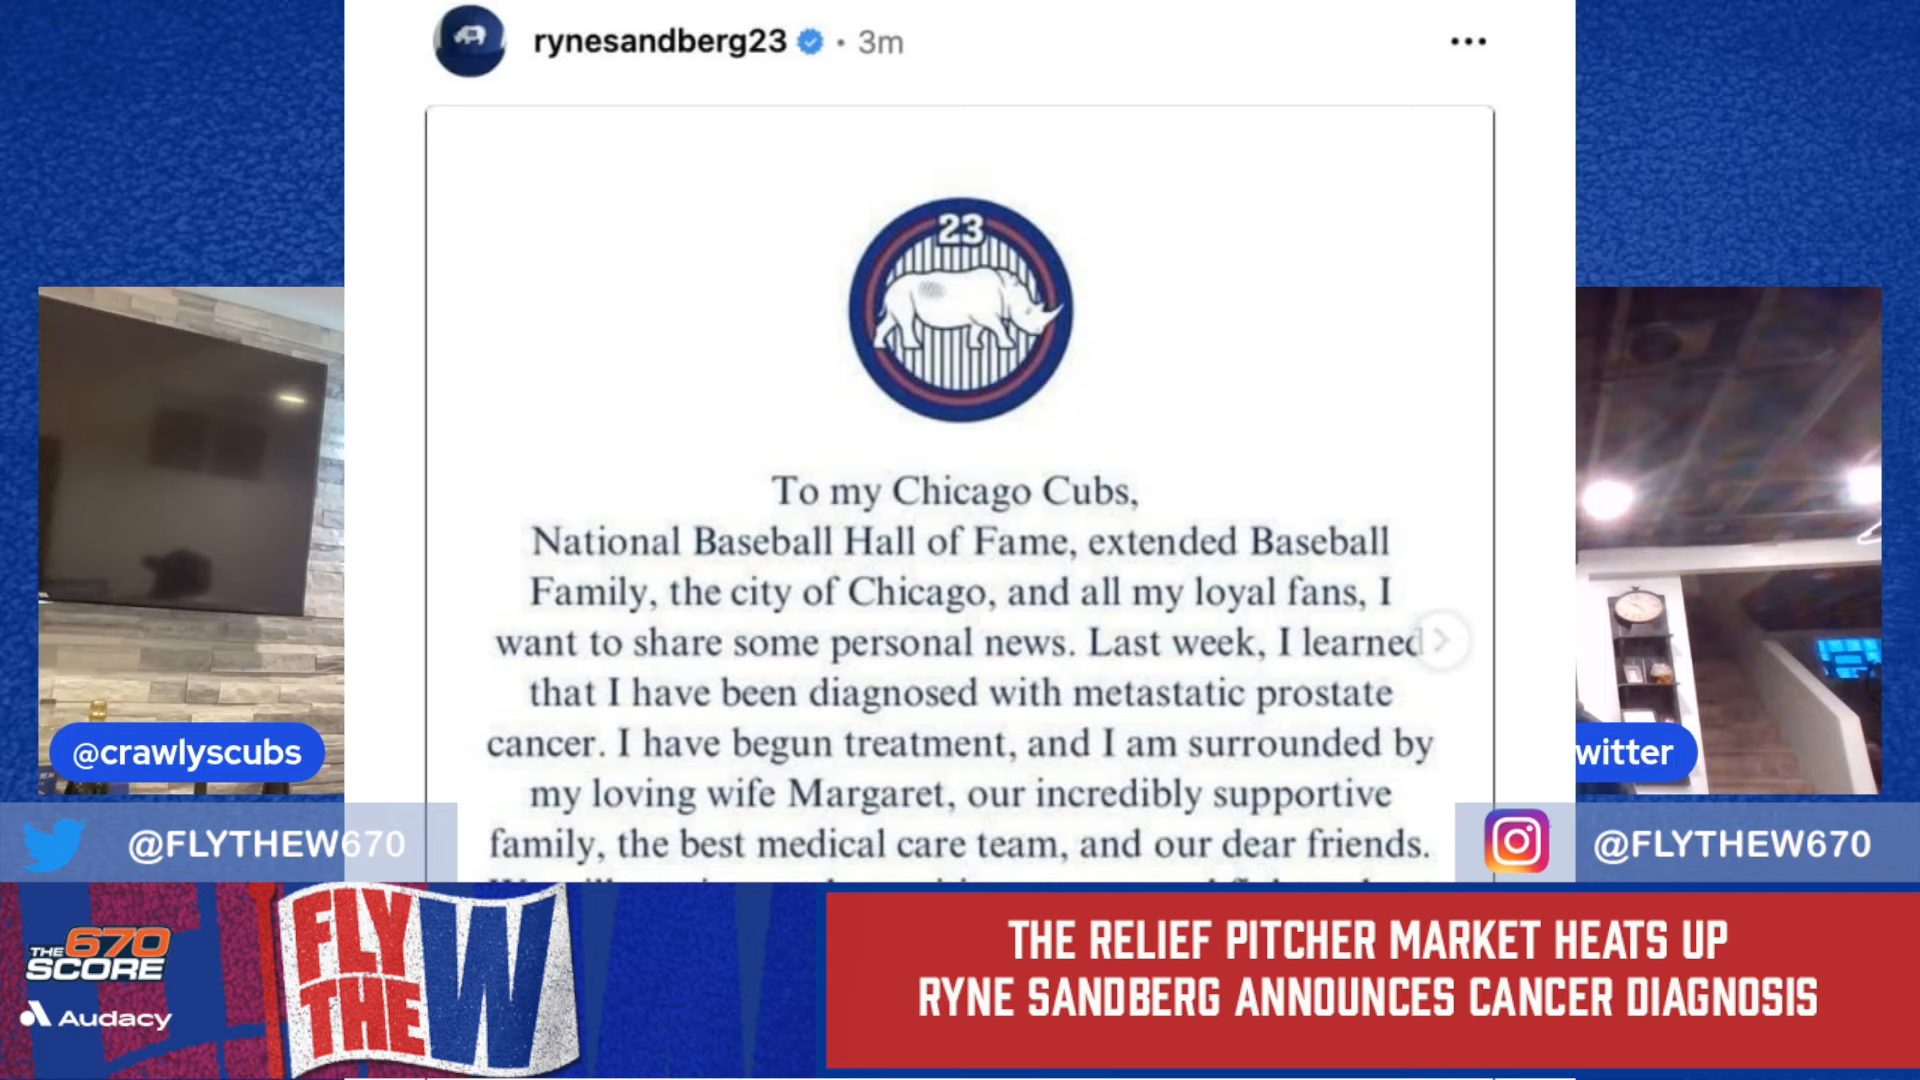 rynesandberg23 • 3m
23
To my Chicago Cubs,
National Baseball Hall of Fame, extended Baseball
Family, the city of Chicago, and all my loyal fans, I
want to share some personal news. Last week, I learned
that I have been diagnosed with metastatic prostate
cancer. I have begun treatment, and I am surrounded by
my loving wife Margaret, our incredibly supportive
family, the best medical care team, and our dear friends.
@crawlyscubs
witter
@FLYTHEW670
@FLYTHEW670
THE 670
SCORE
Audacy
FLY
THE W
THE RELIEF PITCHER MARKET HEATS UP
RYNE SANDBERG ANNOUNCES CANCER DIAGNOSIS